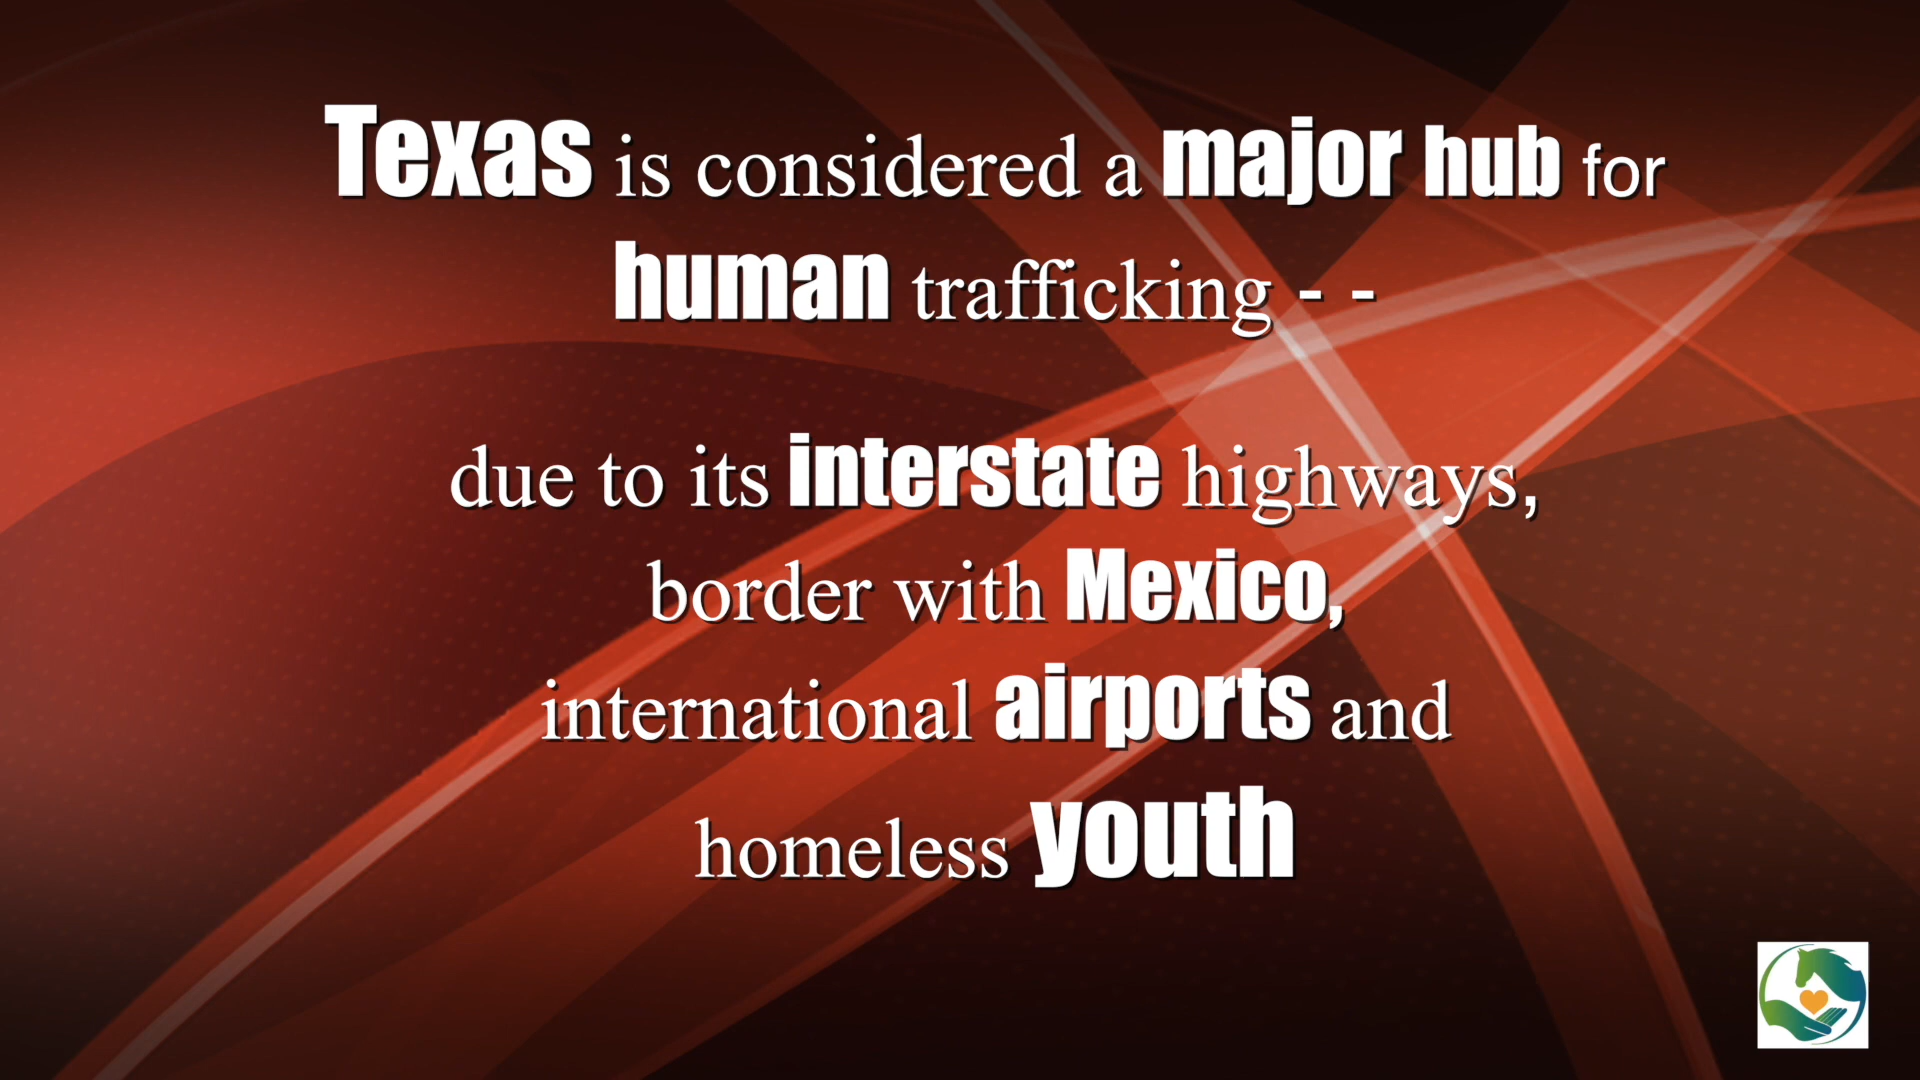 Texas is considered a major hub for
human trafficking - -
due to its interstate highways,
border with Mexico,
international airports and
homeless youth